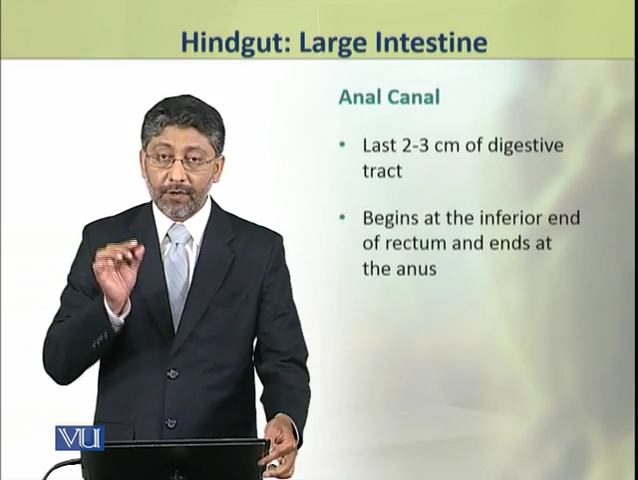 Hindgut: Large Intestine
Anal Canal
• Last 2-3 cm of digestive
tract
• Begins at the inferior end
of rectum and ends at
the anus
VU